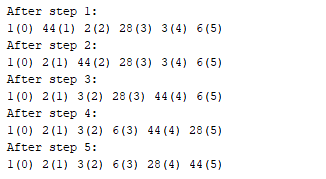 After step 1:
1(0) 44(1) 2(2) 28(3) 3(4) 6(5)
After step 2:
1(0) 2(1) 44(2) 28(3) 3(4) 6(5)
After step 3:
1(0) 2(1) 3(2) 28(3) 44(4) 6(5)
After step 4:
1(0) 2(1) 3(2) 6(3) 44(4) 28(5)
After step 5:
1(0) 2(1) 3(2) 6(3) 28(4) 44(5)